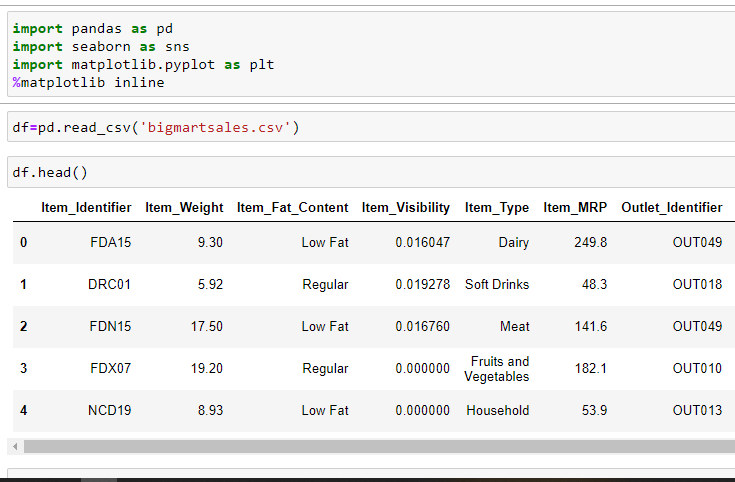 import pandas as pd
import seaborn as sns
import matplotlib.pyplot as plt
%matplotlib inline
df=pd.read_csv('bigmartsales.csv')
df.head()
Item_Identifier Item_Weight Item_Fat_Content Item_Visibility Item_Type Item_MRP Outlet_Identifier
0 FDA15 9.30 Low Fat 0.016047 Dairy 249.8 OUT049
1 DRC01 5.92 Regular 0.019278 Soft Drinks 48.3 OUT018
2 FDN15 17.50 Low Fat 0.016760 Meat 141.6 OUT049
3 FDX07 19.20 Regular 0.000000 Fruits and
Vegetables 182.1 OUT010
4 NCD19 8.93 Low Fat 0.000000 Household 53.9 OUT013